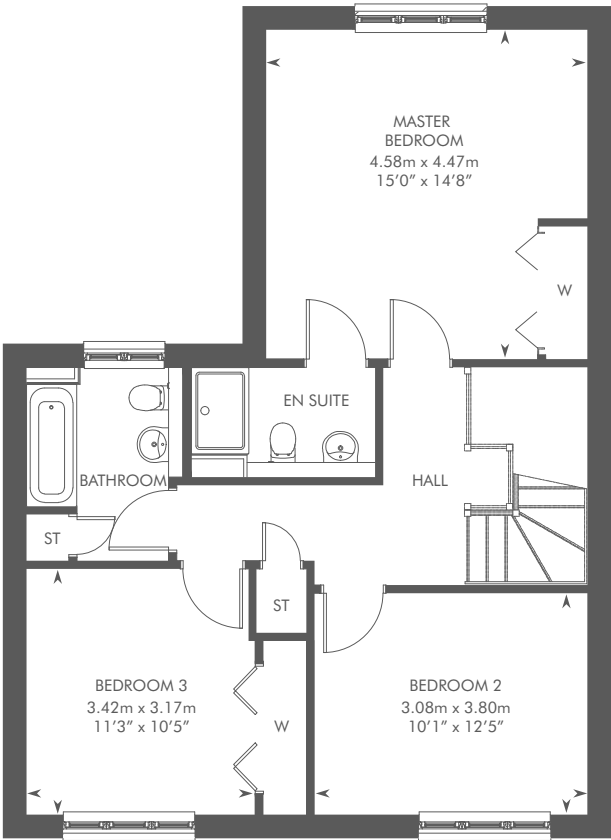 MASTER
BEDROOM
4.58m x 4.47m
15’0” x 14’8”
W
EN SUITE
BATHROOM
HALL
ST
ST
BEDROOM 3
3.42m x 3.17m
11’3” x 10’5”
W
BEDROOM 2
3.08m x 3.80m
10’1” x 12’5”